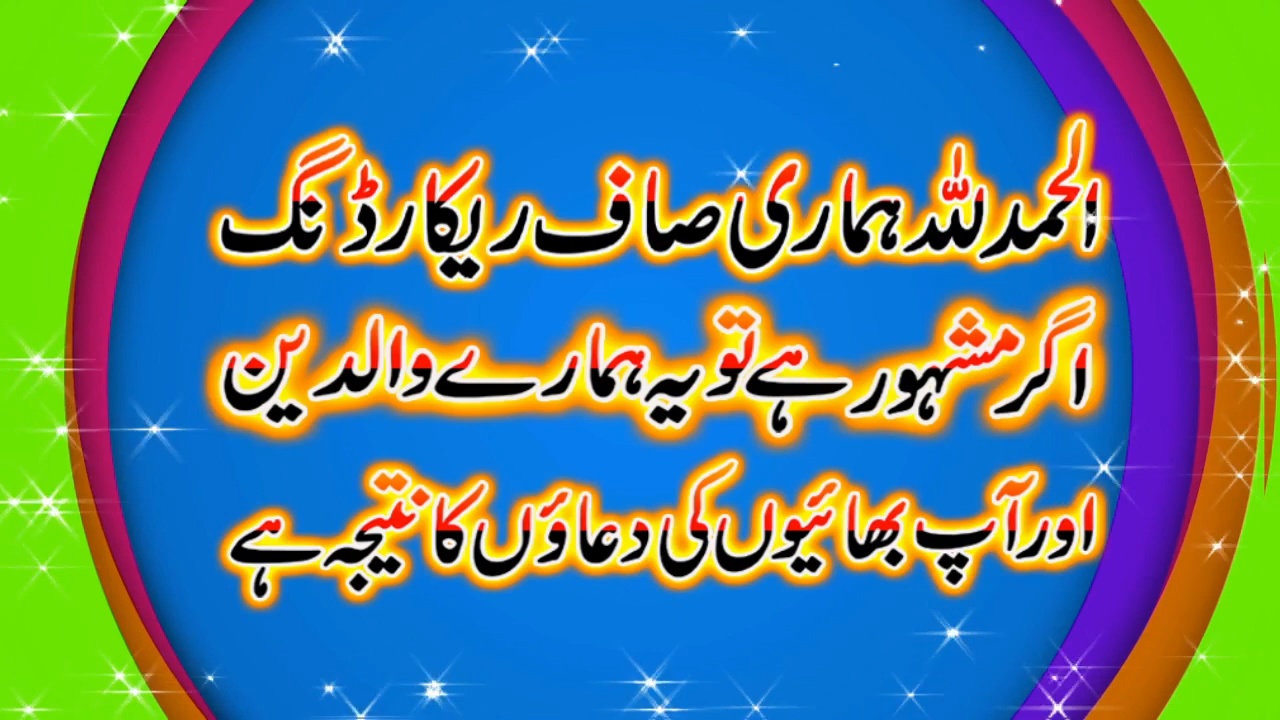 الحمدللہ ہماری صاف ریکارڈنگ
اگر مشہور ہے تو یہ ہمارے والدین
اور آپ بھائیوں کی دعاؤں کا نتیجہ ہے